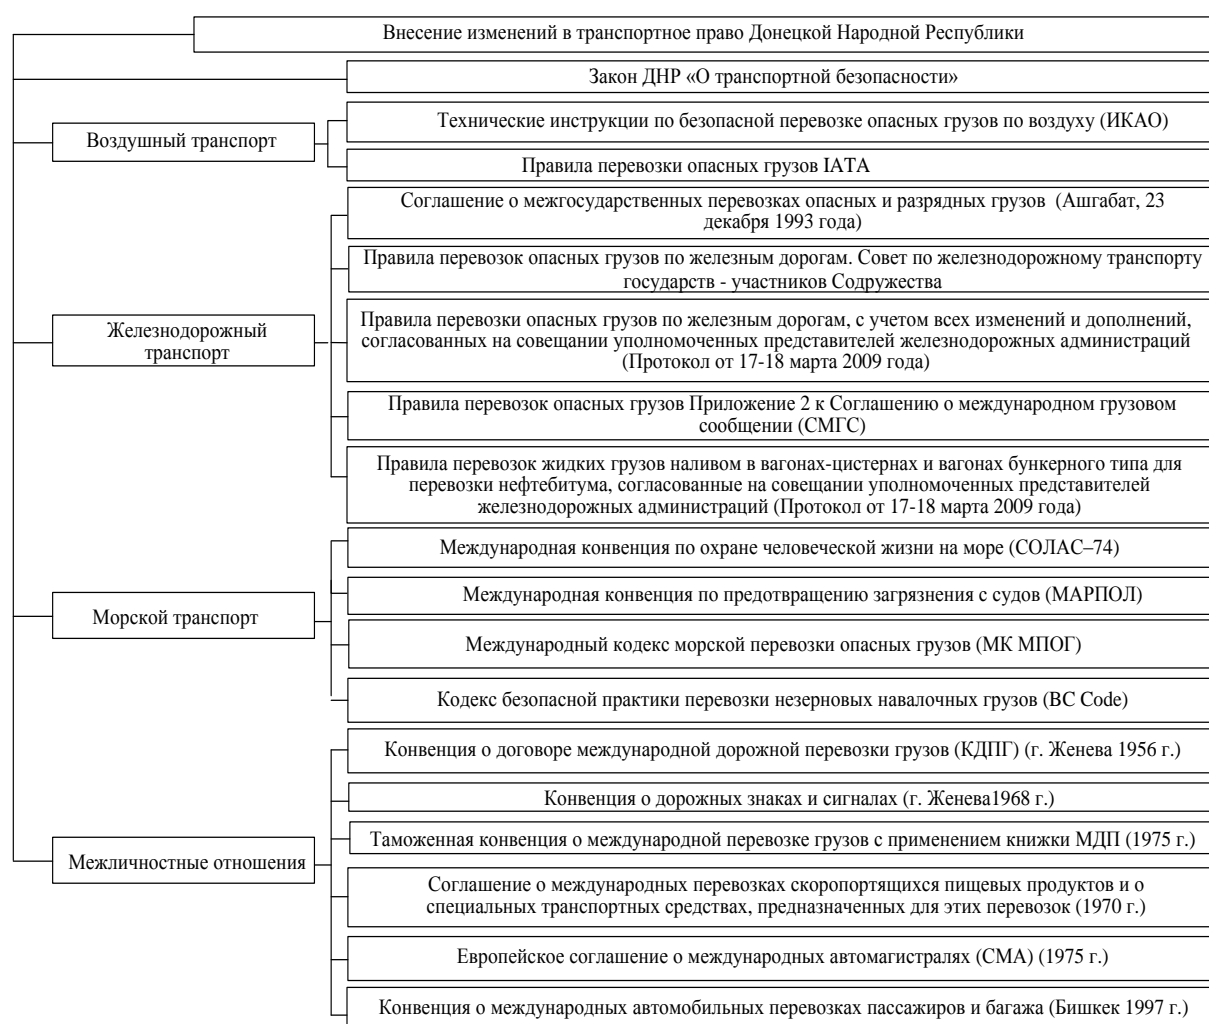 Внесение изменений в транспортное право Донецкой Народной Республики
Закон ДНР «О транспортной безопасности»
Воздушный транспорт
Технические инструкции по безопасной перевозке опасных грузов по воздуху (ИКАО)
Правила перевозки опасных грузов IATA
Железнодорожный
транспорт
Соглашение о межгосударственных перевозках опасных и разрядных грузов (Ашгабат, 23
декабря 1993 года)
Правила перевозок опасных грузов по железным дорогам. Совет по железнодорожному транспорту
государств - участников Содружества
Правила перевозки опасных грузов по железным дорогам, с учетом всех изменений и дополнений,
согласованных на совещании уполномоченных представителей железнодорожных администраций
(Протокол от 17-18 марта 2009 года)
Правила перевозок опасных грузов Приложение 2 к Соглашению о международном грузовом
сообщении (СМГС)
Правила перевозок жидких грузов наливом в вагонах-цистернах и вагонах бункерного типа для
перевозки нефтебитума, согласованные на совещании уполномоченных представителей
железнодорожных администраций (Протокол от 17-18 марта 2009 года)
Морской транспорт
Международная конвенция по охране человеческой жизни на море (СОЛАС–74)
Международная конвенция по предотвращению загрязнения с судов (МАРПОЛ)
Международный кодекс морской перевозки опасных грузов (МК МПОГ)
Кодекс безопасной практики перевозки незерновых навалочных грузов (BC Code)
Межличностные отношения
Конвенция о договоре международной дорожной перевозки грузов (КДПГ) (г. Женева 1956 г.)
Конвенция о дорожных знаках и сигналах (г. Женева1968 г.)
Таможенная конвенция о международной перевозке грузов с применением книжки МДП (1975 г.)
Соглашение о международных перевозках скоропортящихся пищевых продуктов и о
специальных транспортных средствах, предназначенных для этих перевозок (1970 г.)
Европейское соглашение о международных автомагистралях (СМА) (1975 г.)
Конвенция о международных автомобильных перевозках пассажиров и багажа (Бишкек 1997 г.)